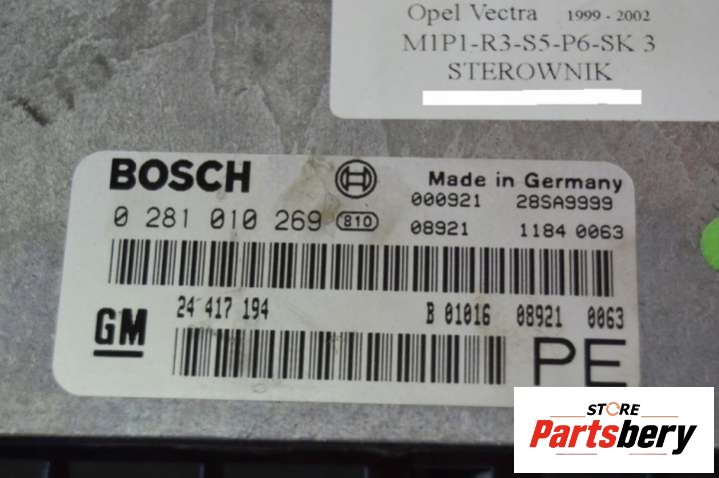 Opel Vectra 1999 - 2002
M1P1-R3-S5-P6-SK 3
STEROWNIK
BOSCH Made in Germany
000921 28SA9999
0 281 010 269 810 08921 1184 0063
24 417 194 B 01016 08921 0063
GM
PE
STORE
Partsbery